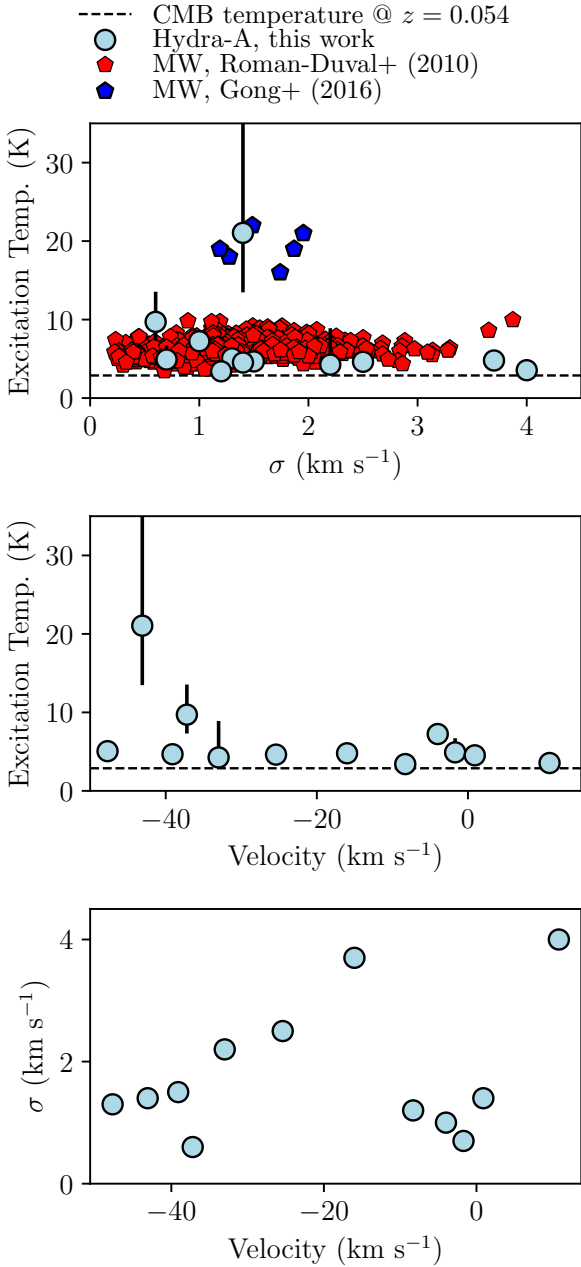 CMB temperature @ z = 0.054
Hydra-A, this work
MW, Roman-Duval+ (2010)
MW, Gong+ (2016)
Excitation Temp. (K)
30
20
10
0
0 1 2 3 4
σ (km s⁻¹)
Excitation Temp. (K)
30
20
10
0
−40 −20 0
Velocity (km s⁻¹)
σ (km s⁻¹)
4
2
0
−40 −20 0
Velocity (km s⁻¹)